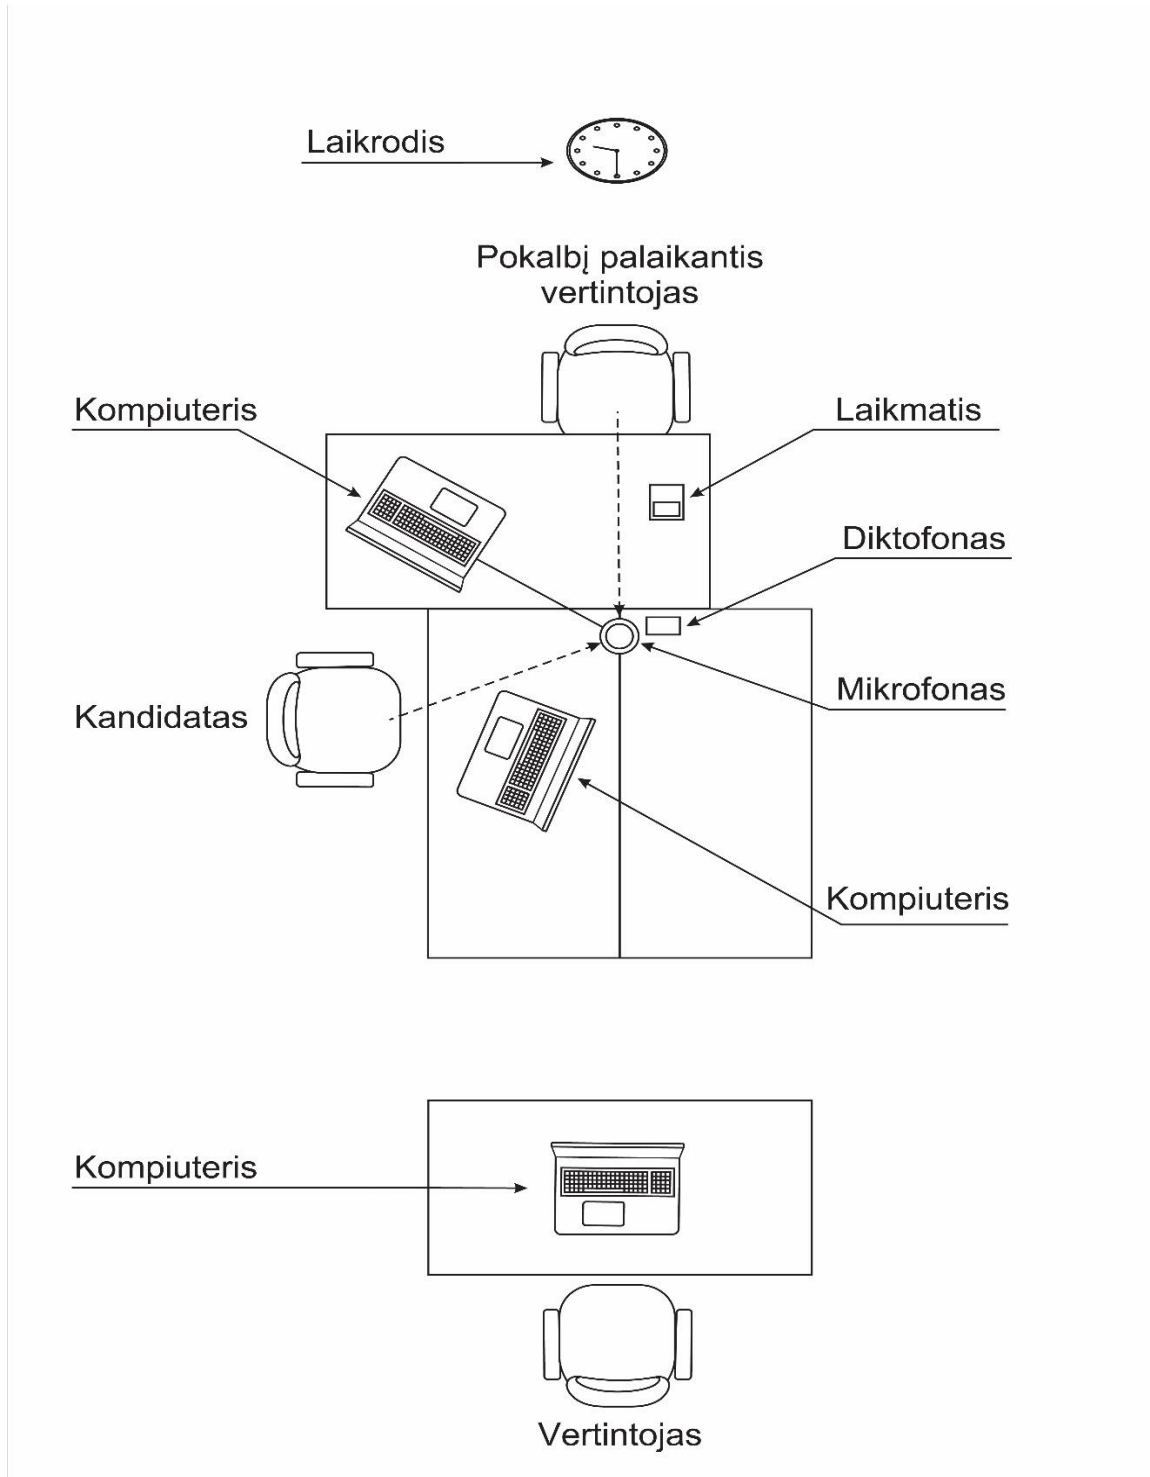 Laikrodis
Pokalbį palaikantis
vertintojas
Kompiuteris
Laikmatis
Diktofonas
Mikrofonas
Kandidatas
Kompiuteris
Kompiuteris
Vertintojas